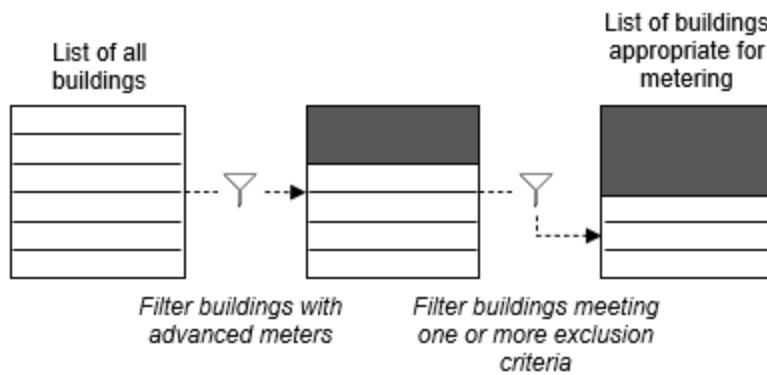 List of all
buildings
List of buildings
appropriate for
metering
Filter buildings with
advanced meters
Filter buildings meeting
one or more exclusion
criteria